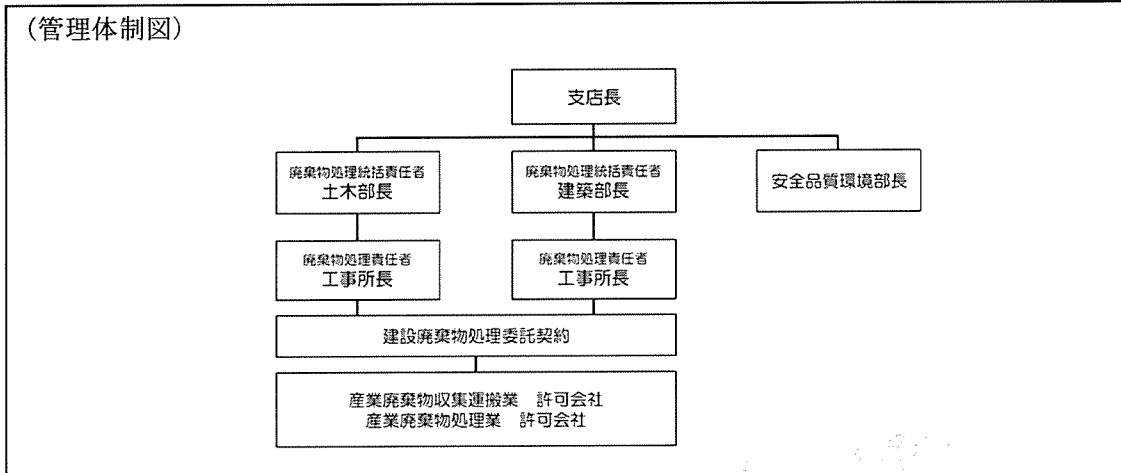 (管理体制図)
支店長
廃棄物処理統括責任者
土木部長
廃棄物処理統括責任者
建築部長
安全品質環境部長
廃棄物処理責任者
工事所長
廃棄物処理責任者
工事所長
建設廃棄物処理委託契約
産業廃棄物収集運搬業 許可会社
産業廃棄物処理業 許可会社